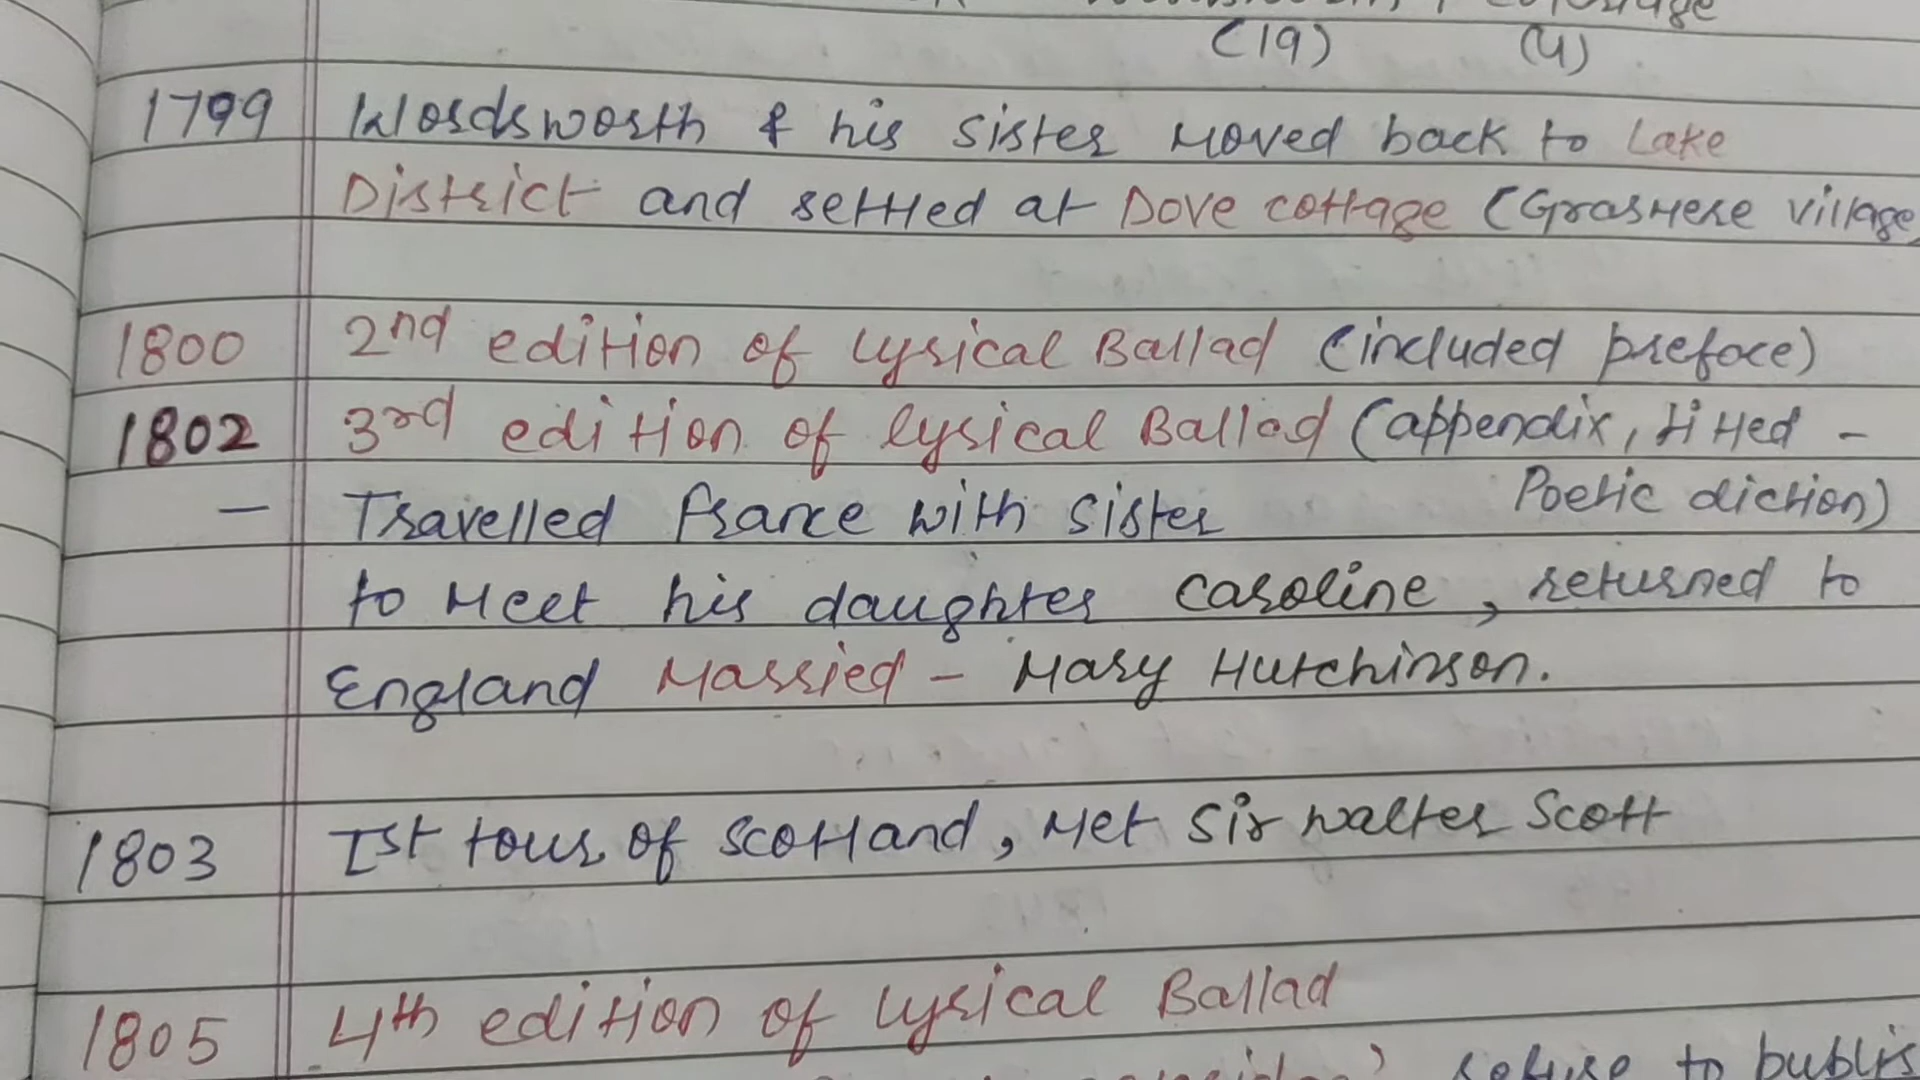 (19) (4)
1799 Wordsworth & his sister moved back to Lake
District and settled at Dove cottage (Grasmere village
1800 2nd edition of Lyrical Ballad (included preface)
1802 3rd edition of lyrical Ballad (appendix, titled -
Poetic diction)
- Travelled France with sister
to meet his daughter Caroline, returned to
England Married - Mary Hutchinson.
1803 Ist tour of Scotland, met Sir Walter Scott
1805 4th edition of Lyrical Ballad
refuse to